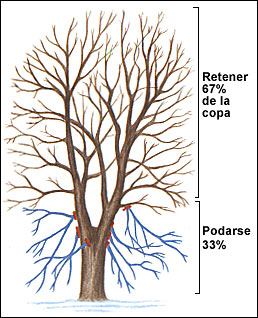 Retener
67%
de la
copa
Podarse
33%